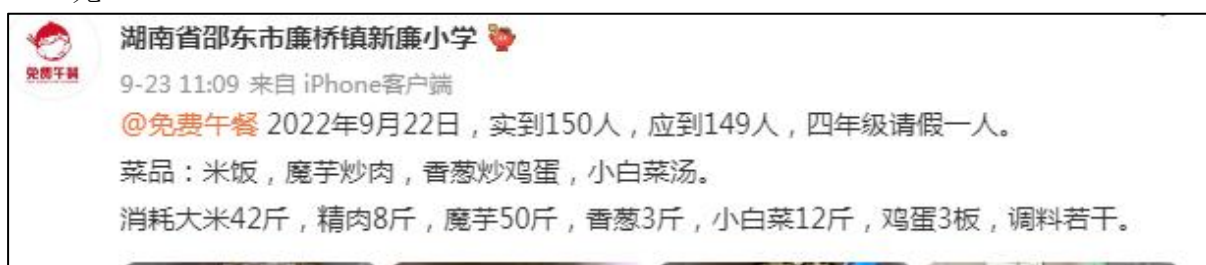 湖南省邵东市廉桥镇新廉小学
免费午餐
9-23 11:09 来自 iPhone客户端
@免费午餐 2022年9月22日，实到150人，应到149人，四年级请假一人。
菜品：米饭，魔芋炒肉，香葱炒鸡蛋，小白菜汤。
消耗大米42斤，精肉8斤，魔芋50斤，香葱3斤，小白菜12斤，鸡蛋3板，调料若干。